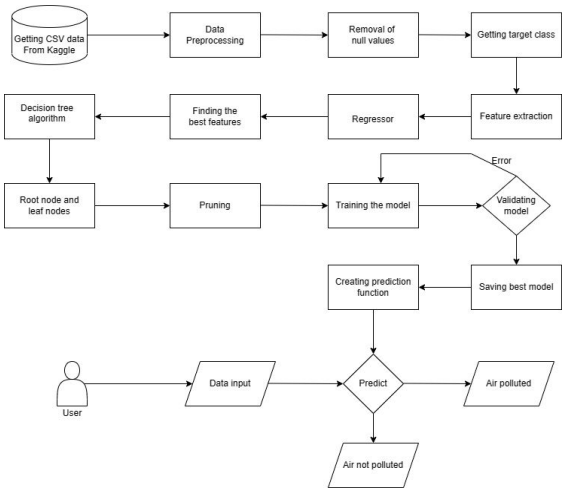 Getting CSV data
From Kaggle
Data
Preprocessing
Removal of
null values
Getting target class
Decision tree
algorithm
Finding the
best features
Regressor
Feature extraction
Error
Root node and
leaf nodes
Pruning
Training the model
Validating
model
Creating prediction
function
Saving best model
User
Data input
Predict
Air polluted
Air not polluted